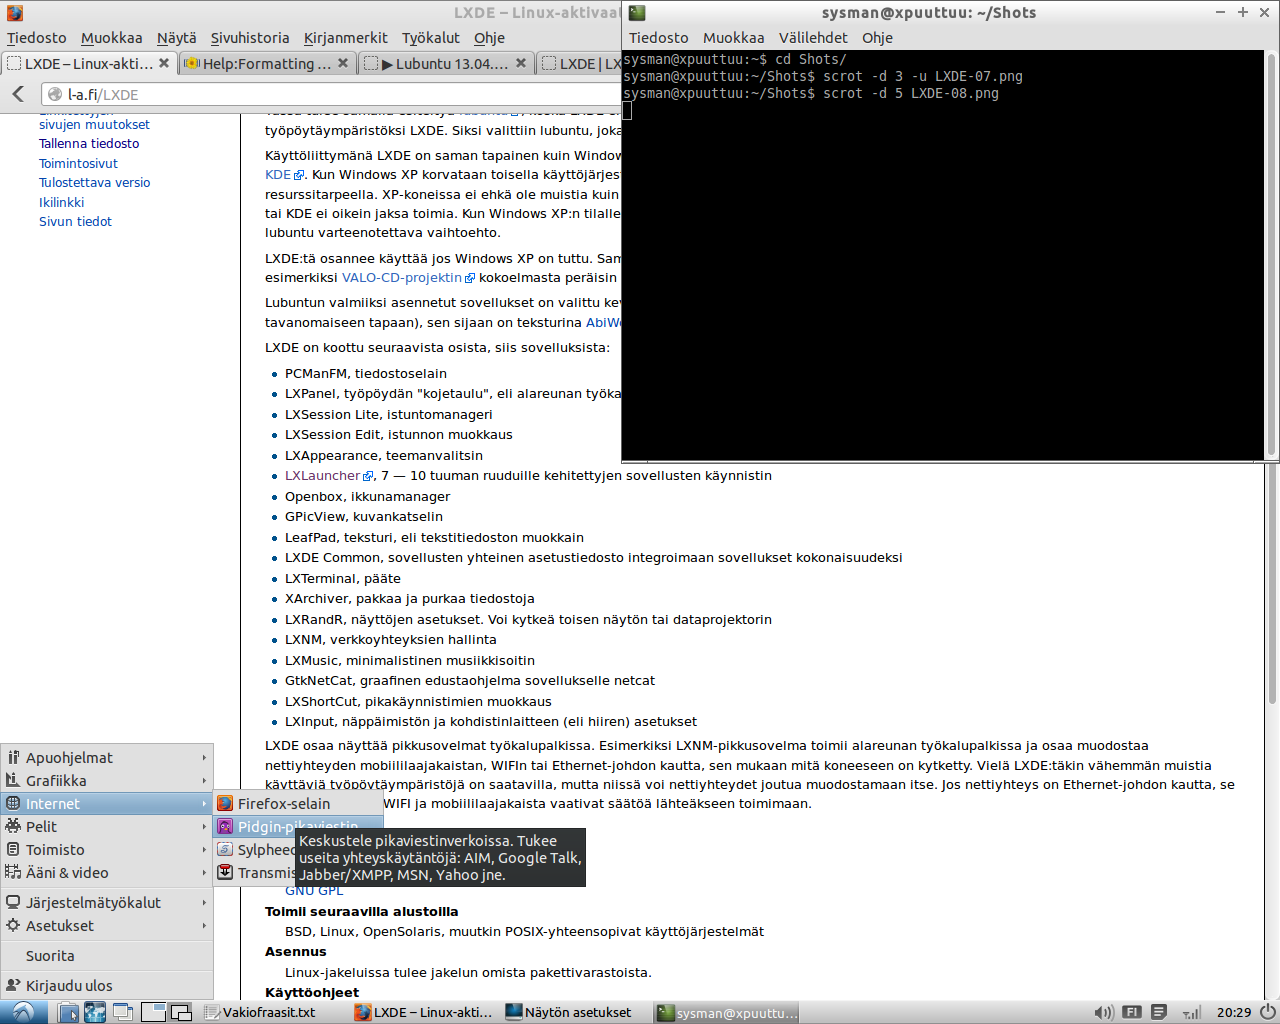 LXDE – Linux-aktivaat
Tiedosto Muokkaa Näytä Sivuhistoria Kirjanmerkit Työkalut Ohje
LXDE – Linux-akti... Help:Formatting ... ▶ Lubuntu 13.04.... LXDE | LX
l-a.fi/LXDE
sysman@xpuuttuu: ~/Shots
Tiedosto Muokkaa Välilehdet Ohje
sysman@xpuuttuu:~$ cd Shots/
sysman@xpuuttuu:~/Shots$ scrot -d 3 -u LXDE-07.png
sysman@xpuuttuu:~/Shots$ scrot -d 5 LXDE-08.png
sivujen muutokset
Tallenna tiedosto
Toimintosivut
Tulostettava versio
Ikilinkki
Sivun tiedot
työpöytäympäristöksi LXDE. Siksi valittiin lubuntu, joka
Käyttöliittymänä LXDE on saman tapainen kuin Window
KDE. Kun Windows XP korvataan toisella käyttöjärjest
resurssitarpeella. XP-koneissa ei ehkä ole muistia kuin
tai KDE ei oikein jaksa toimia. Kun Windows XP:n tilalle
lubuntu varteenotettava vaihtoehto.
LXDE:tä osannee käyttää jos Windows XP on tuttu. Sam
esimerkiksi VALO-CD-projektin kokoelmasta peräisin
Lubuntun valmiiksi asennetut sovellukset on valittu kev
tavanomaiseen tapaan), sen sijaan on teksturina AbiWo
LXDE on koottu seuraavista osista, siis sovelluksista:
PCManFM, tiedostoselain
LXPanel, työpöydän "kojetaulu", eli alareunan työka
LXSession Lite, istuntomanageri
LXSession Edit, istunnon muokkaus
LXAppearance, teemanvalitsin
LXLauncher, 7 — 10 tuuman ruuduille kehitettyjen sovellusten käynnistin
Openbox, ikkunamanager
GPicView, kuvankatselin
LeafPad, teksturi, eli tekstitiedoston muokkain
LXDE Common, sovellusten yhteinen asetustiedosto integroimaan sovellukset kokonaisuudeksi
LXTerminal, pääte
XArchiver, pakkaa ja purkaa tiedostoja
LXRandR, näyttöjen asetukset. Voi kytkeä toisen näytön tai dataprojektorin
LXNM, verkkoyhteyksien hallinta
LXMusic, minimalistinen musiikkisoitin
GtkNetCat, graafinen edustaohjelma sovellukselle netcat
LXShortCut, pikakäynnistimien muokkaus
LXInput, näppäimistön ja kohdistinlaitteen (eli hiiren) asetukset
LXDE osaa näyttää pikkusovelmat työkalupalkissa. Esimerkiksi LXNM-pikkusovelma toimii alareunan työkalupalkissa ja osaa muodostaa
nettiyhteyden mobiililaajakaistan, WIFIn tai Ethernet-johdon kautta, sen mukaan mitä koneeseen on kytketty. Vielä LXDE:täkin vähemmän muistia
käyttäviä työpöytäympäristöjä on saatavilla, mutta niissä voi nettiyhteydet joutua muodostamaan itse. Jos nettiyhteys on Ethernet-johdon kautta, se
WIFI ja mobiililaajakaista vaativat säätöä lähteäkseen toimimaan.
GNU GPL
Toimii seuraavilla alustoilla
BSD, Linux, OpenSolaris, muutkin POSIX-yhteensopivat käyttöjärjestelmät
Asennus
Linux-jakeluissa tulee jakelun omista pakettivarastoista.
Käyttöohjeet
Apuohjelmat
Grafiikka
Internet
Pelit
Toimisto
Ääni & video
Järjestelmätyökalut
Asetukset
Suorita
Kirjaudu ulos
Firefox-selain
Pidgin-pikaviestin
Sylpheed
Transmis
Keskustele pikaviestinverkoissa. Tukee
useita yhteyskäytäntöjä: AIM, Google Talk,
Jabber/XMPP, MSN, Yahoo jne.
Vakiofraasit.txt LXDE – Linux-akti... Näytön asetukset sysman@xpuuttu... FI 20:29